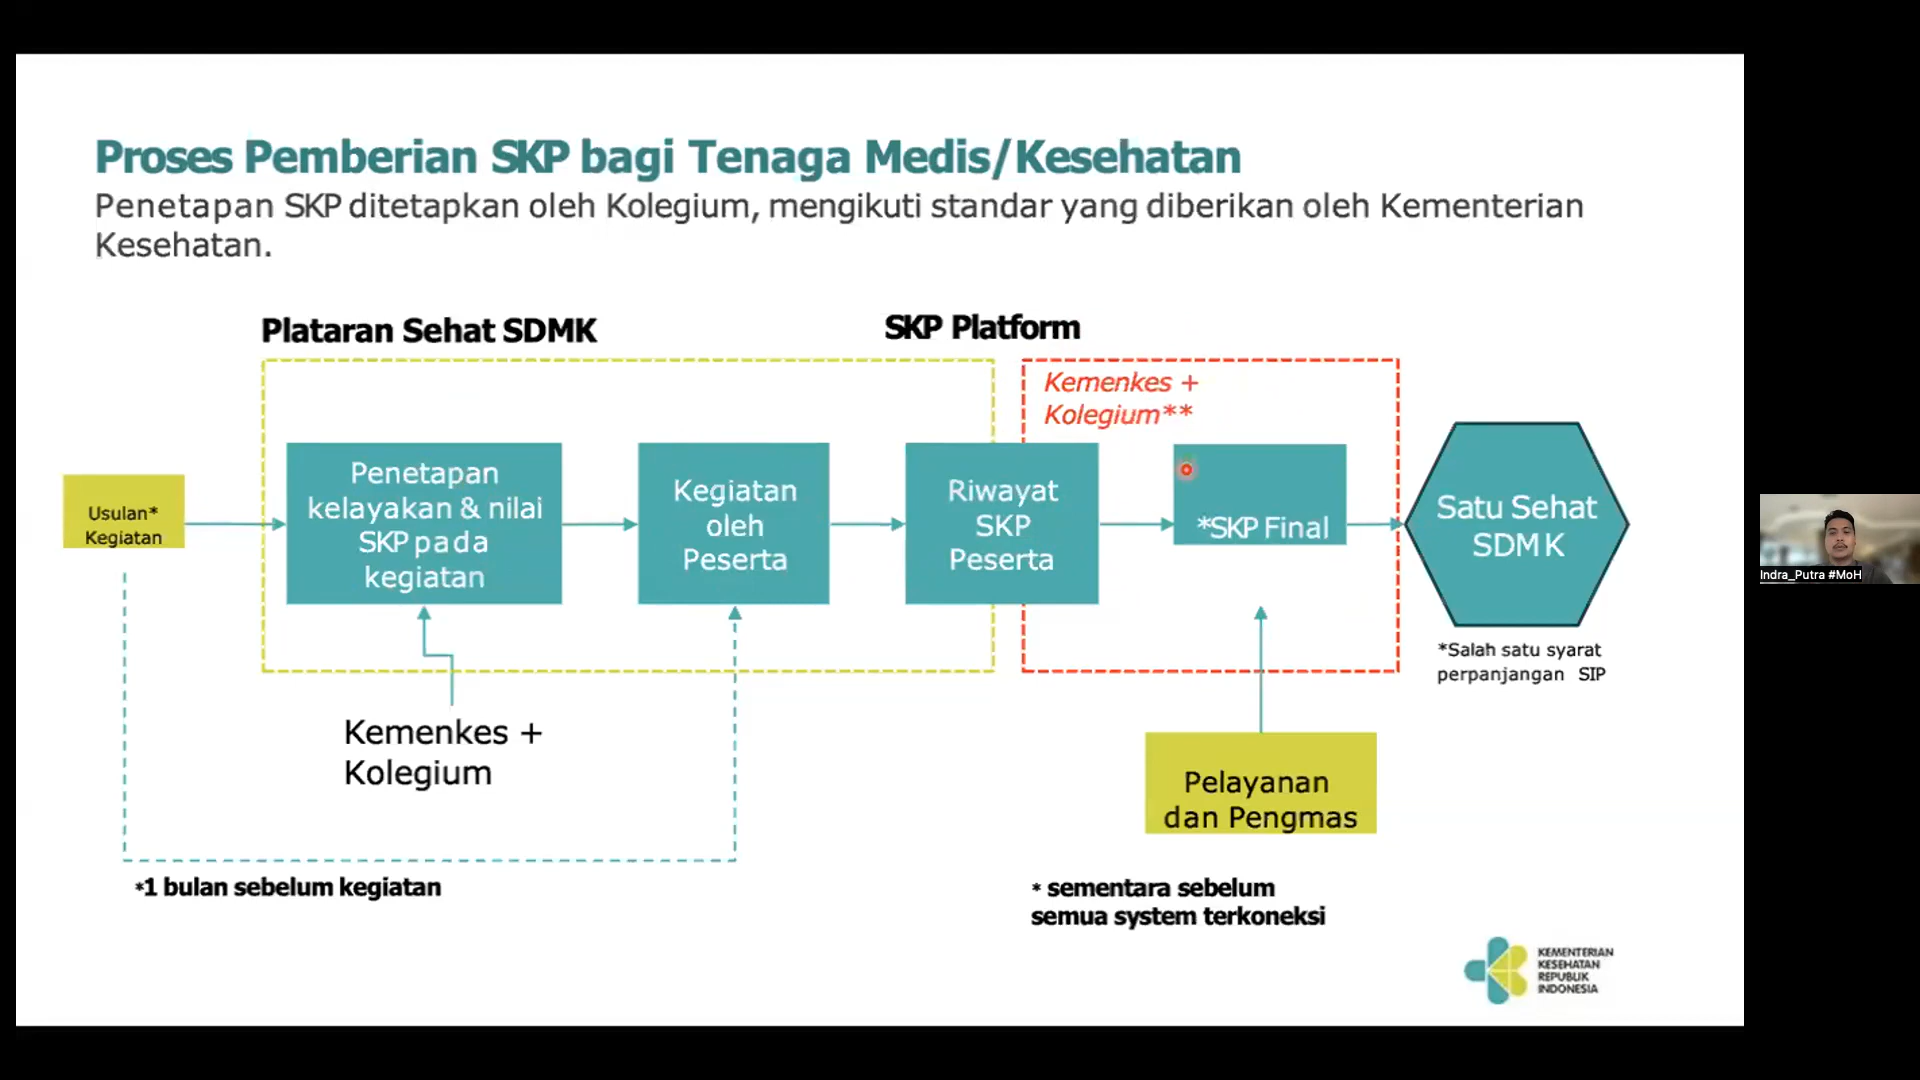 Proses Pemberian SKP bagi Tenaga Medis/Kesehatan
Penetapan SKP ditetapkan oleh Kolegium, mengikuti standar yang diberikan oleh Kementerian
Kesehatan.
Plataran Sehat SDMK
SKP Platform
Kemenkes +
Kolegium**
Usulan*
Kegiatan
Penetapan
kelayakan & nilai
SKP pada
kegiatan
Kegiatan
oleh
Peserta
Riwayat
SKP
Peserta
*SKP Final
Satu Sehat
SDMK
*Salah satu syarat
perpanjangan SIP
Kemenkes +
Kolegium
Pelayanan
dan Pengmas
*1 bulan sebelum kegiatan
* sementara sebelum
semua system terkoneksi
KEMENTERIAN
KESEHATAN
REPUBLIK
INDONESIA
Indra_Putra #MoH